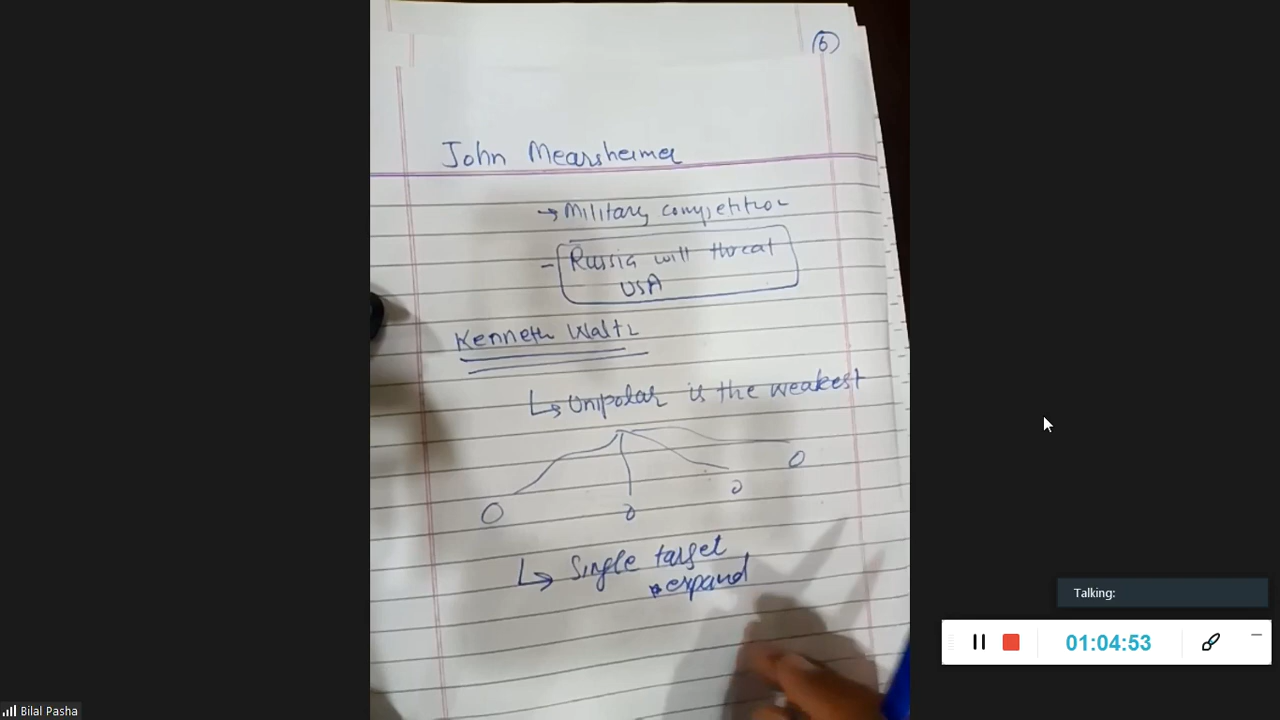 6
John Mearsheimer
→ Military competition
- Russia will threat
USA
Kenneth Waltz
↳ Unipolar is the weakest
↳ Single target
expand
Talking:
01:04:53
Bilal Pasha